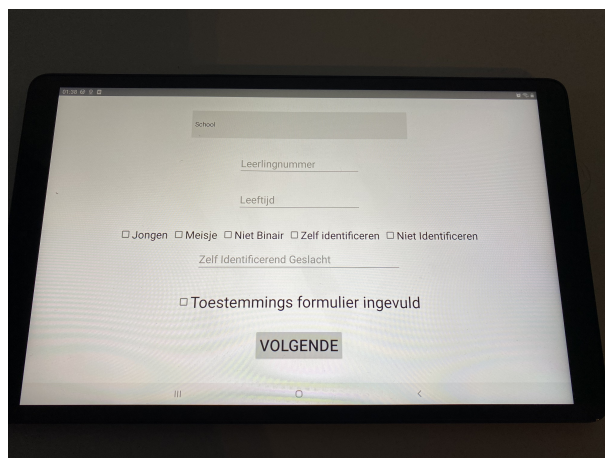 School
Leerlingnummer
Leeftijd
Jongen Meisje Niet Binair Zelf identificeren Niet Identificeren
Zelf Identificerend Geslacht
Toestemmings formulier ingevuld
VOLGENDE